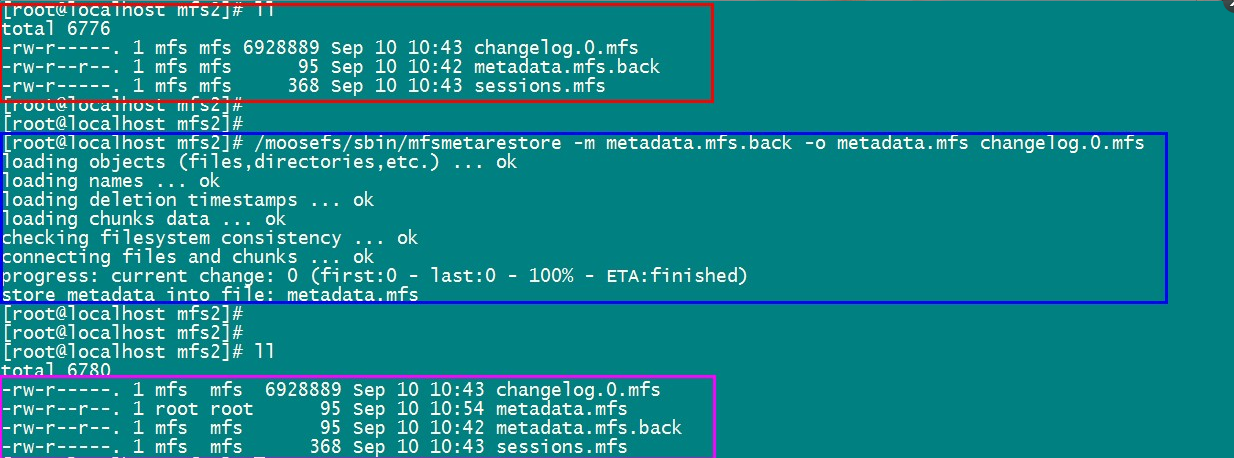 [root@localhost mfs2]# ll
total 6776
-rw-r-----. 1 mfs mfs 6928889 Sep 10 10:43 changelog.0.mfs
-rw-r--r--. 1 mfs mfs      95 Sep 10 10:42 metadata.mfs.back
-rw-r-----. 1 mfs mfs     368 Sep 10 10:43 sessions.mfs
[root@localhost mfs2]#
[root@localhost mfs2]#
[root@localhost mfs2]# /moosefs/sbin/mfsmetarestore -m metadata.mfs.back -o metadata.mfs changelog.0.mfs
loading objects (files,directories,etc.) ... ok
loading names ... ok
loading deletion timestamps ... ok
loading chunks data ... ok
checking filesystem consistency ... ok
connecting files and chunks ... ok
progress: current change: 0 (first:0 - last:0 - 100% - ETA:finished)
store metadata into file: metadata.mfs
[root@localhost mfs2]#
[root@localhost mfs2]#
[root@localhost mfs2]# ll
total 6780
-rw-r-----. 1 mfs  mfs  6928889 Sep 10 10:43 changelog.0.mfs
-rw-r--r--. 1 root root      95 Sep 10 10:54 metadata.mfs
-rw-r--r--. 1 mfs  mfs       95 Sep 10 10:42 metadata.mfs.back
-rw-r-----. 1 mfs  mfs      368 Sep 10 10:43 sessions.mfs